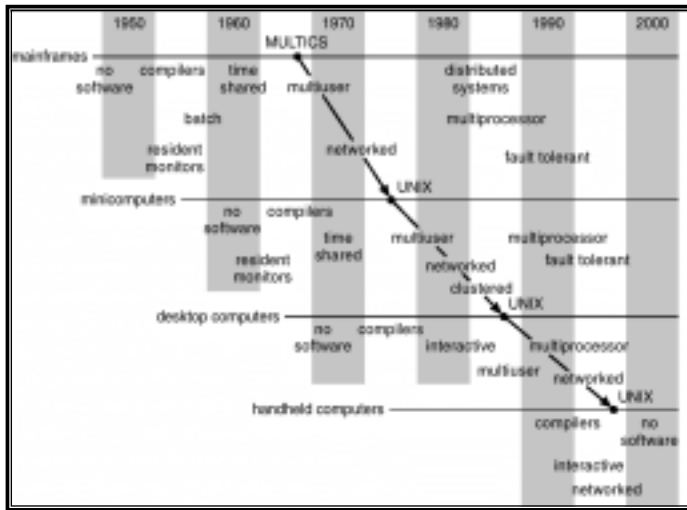 1950 1960 1970 1980 1990 2000
MULTICS
mainframes
no compilers time distributed
software shared multiuser systems
batch multiprocessor
resident networked fault tolerant
monitors
UNIX
minicomputers
no compilers
software time multiuser multiprocessor
resident shared networked fault tolerant
monitors clustered
UNIX
desktop computers
no compilers
software interactive multiprocessor
multiuser networked
UNIX
handheld computers
compilers no
software
interactive
networked